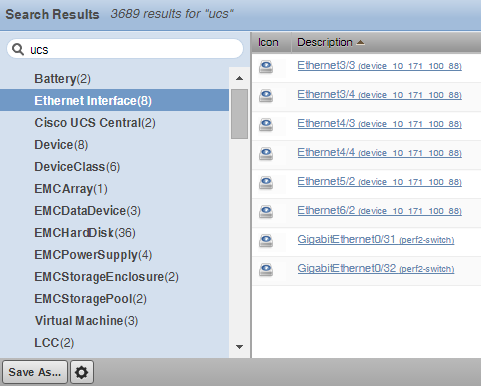 Search Results 3689 results for "ucs"
ucs
Battery(2)
Ethernet Interface(8)
Cisco UCS Central(2)
Device(8)
DeviceClass(6)
EMCArray(1)
EMCDataDevice(3)
EMCHardDisk(36)
EMCPowerSupply(4)
EMCStorageEnclosure(2)
EMCStoragePool(2)
Virtual Machine(3)
LCC(2)
Icon Description
Ethernet3/3 (device_10_171_100_88)
Ethernet3/4 (device_10_171_100_88)
Ethernet4/3 (device_10_171_100_88)
Ethernet4/4 (device_10_171_100_88)
Ethernet5/2 (device_10_171_100_88)
Ethernet6/2 (device_10_171_100_88)
GigabitEthernet0/31 (perf2-switch)
GigabitEthernet0/32 (perf2-switch)
Save As...